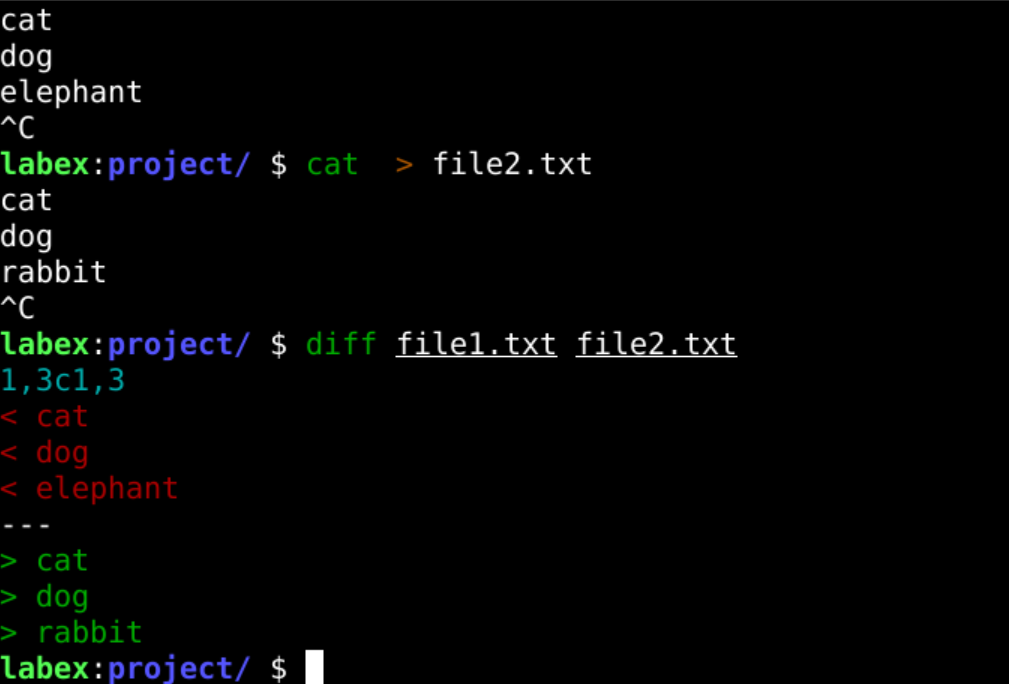 cat
dog
elephant
^C
labex:project/ $ cat  > file2.txt
cat
dog
rabbit
^C
labex:project/ $ diff file1.txt file2.txt
1,3c1,3
< cat
< dog
< elephant
---
> cat
> dog
> rabbit
labex:project/ $